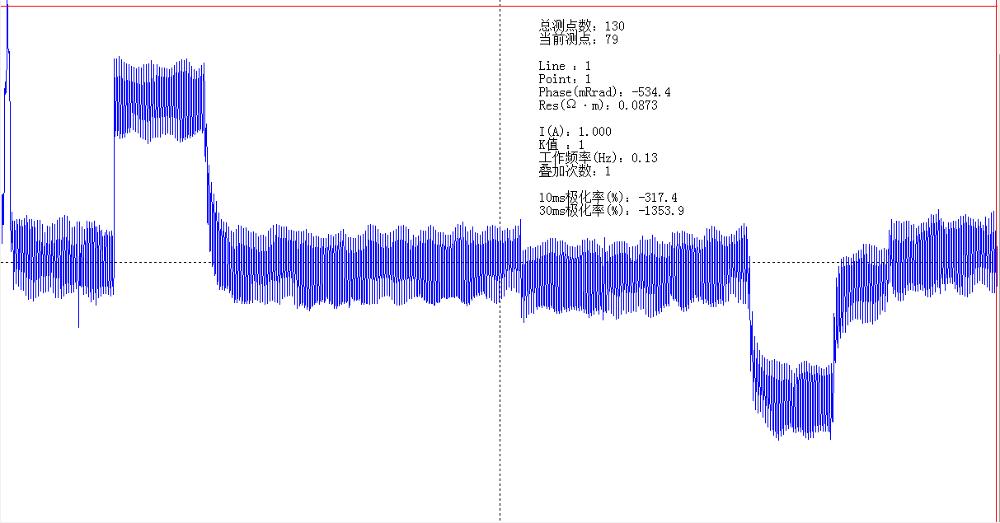 总测点数: 130
当前测点: 79
Line : 1
Point: 1
Phase(mRrad): -534.4
Res(Ω·m): 0.0873
I(A): 1.000
K值 : 1
工作频率(Hz): 0.13
叠加次数: 1
10ms极化率(%): -317.4
30ms极化率(%): -1353.9